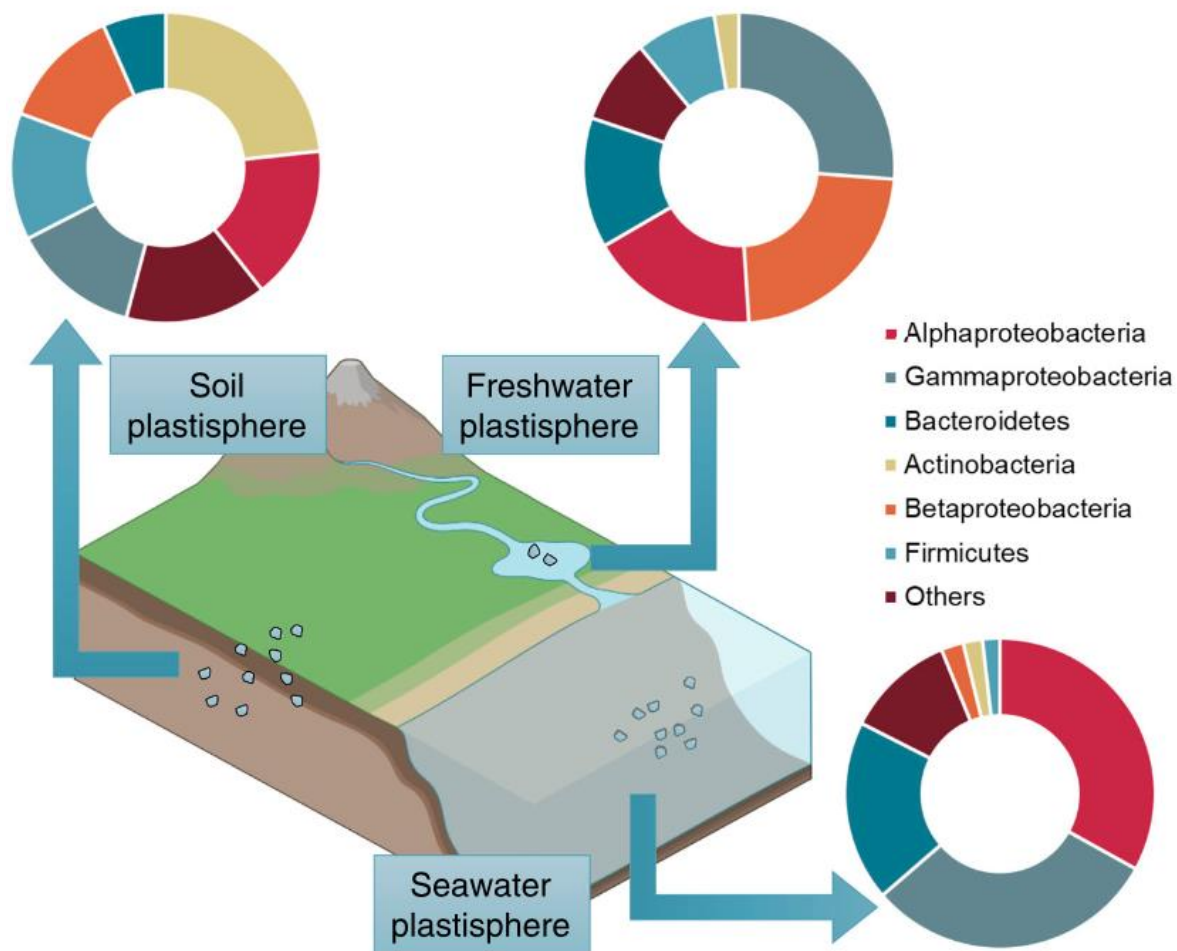 Soil
plastisphere
Freshwater
plastisphere
Alphaproteobacteria
Gammaproteobacteria
Bacteroidetes
Actinobacteria
Betaproteobacteria
Firmicutes
Others
Seawater
plastisphere